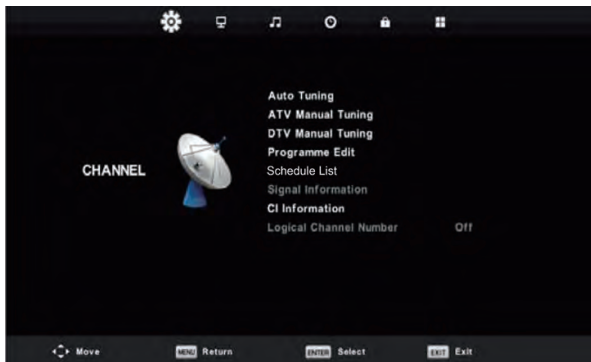 Auto Tuning
ATV Manual Tuning
DTV Manual Tuning
Programme Edit
CHANNEL
Schedule List
Signal Information
CI Information
Logical Channel Number Off
Move MENU Return ENTER Select EXIT Exit